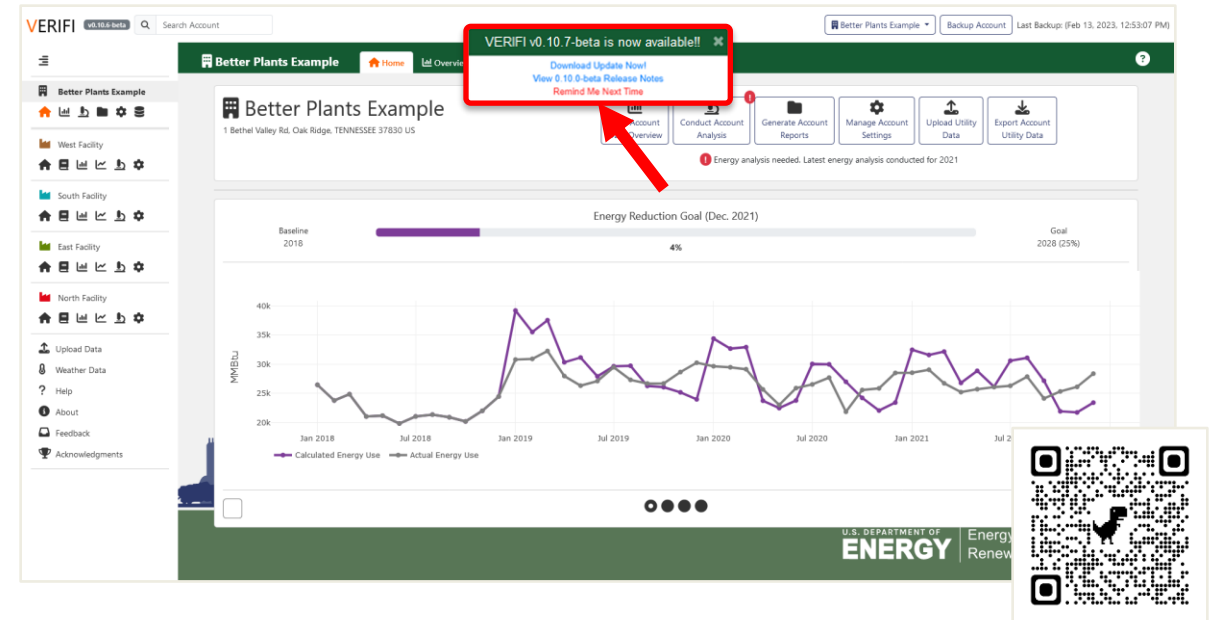 VERIFI v0.10.6-beta Search Account Better Plants Example Backup Account Last Backup: (Feb 13, 2023, 12:53:07 PM)
VERIFI v0.10.7-beta is now available!! ✖
Download Update Now!
View 0.10.0-beta Release Notes
Remind Me Next Time
Better Plants Example Home Overview
Better Plants Example
West Facility
South Facility
East Facility
North Facility
Upload Data
Weather Data
? Help
About
Feedback
Acknowledgments
Better Plants Example
1 Bethel Valley Rd, Oak Ridge, TENNESSEE 37830 US
Account
Overview
Conduct Account
Analysis
Generate Account
Reports
Manage Account
Settings
Upload Utility
Data
Export Account
Utility Data
Energy analysis needed. Latest energy analysis conducted for 2021
Energy Reduction Goal (Dec. 2021)
Baseline
2018
4%
Goal
2028 (25%)
MMBtu
40k
35k
30k
25k
20k
Jan 2018 Jul 2018 Jan 2019 Jul 2019 Jan 2020 Jul 2020 Jan 2021 Jul 2
Calculated Energy Use Actual Energy Use
U.S. DEPARTMENT OF
ENERGY
Energy
Renew